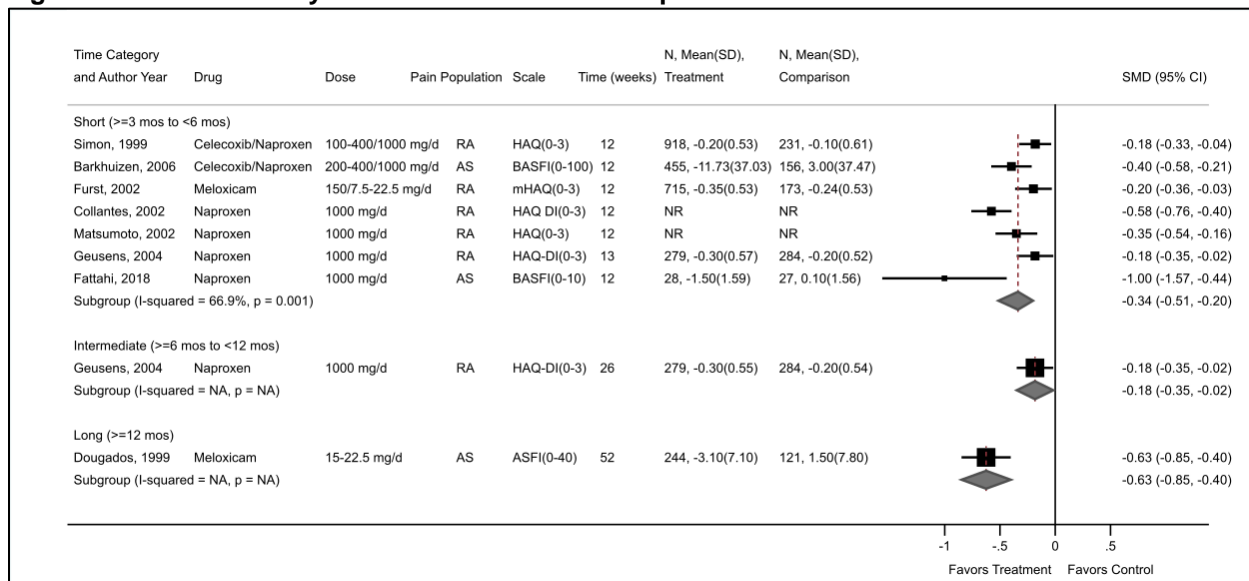 Time Category N, Mean(SD), N, Mean(SD),
and Author Year Drug Dose Pain Population Scale Time (weeks) Treatment Comparison SMD (95% CI)
Short (>=3 mos to <6 mos)
Simon, 1999 Celecoxib/Naproxen 100-400/1000 mg/d RA HAQ(0-3) 12 918, -0.20(0.53) 231, -0.10(0.61) -0.18 (-0.33, -0.04)
Barkhuizen, 2006 Celecoxib/Naproxen 200-400/1000 mg/d AS BASFI(0-100) 12 455, -11.73(37.03) 156, 3.00(37.47) -0.40 (-0.58, -0.21)
Furst, 2002 Meloxicam 150/7.5-22.5 mg/d RA mHAQ(0-3) 12 715, -0.35(0.53) 173, -0.24(0.53) -0.20 (-0.36, -0.03)
Collantes, 2002 Naproxen 1000 mg/d RA HAQ DI(0-3) 12 NR NR -0.58 (-0.76, -0.40)
Matsumoto, 2002 Naproxen 1000 mg/d RA HAQ(0-3) 12 NR NR -0.35 (-0.54, -0.16)
Geusens, 2004 Naproxen 1000 mg/d RA HAQ-DI(0-3) 13 279, -0.30(0.57) 284, -0.20(0.52) -0.18 (-0.35, -0.02)
Fattahi, 2018 Naproxen 1000 mg/d AS BASFI(0-10) 12 28, -1.50(1.59) 27, 0.10(1.56) -1.00 (-1.57, -0.44)
Subgroup (I-squared = 66.9%, p = 0.001) -0.34 (-0.51, -0.20)
Intermediate (>=6 mos to <12 mos)
Geusens, 2004 Naproxen 1000 mg/d RA HAQ-DI(0-3) 26 279, -0.30(0.55) 284, -0.20(0.54) -0.18 (-0.35, -0.02)
Subgroup (I-squared = NA, p = NA) -0.18 (-0.35, -0.02)
Long (>=12 mos)
Dougados, 1999 Meloxicam 15-22.5 mg/d AS ASFI(0-40) 52 244, -3.10(7.10) 121, 1.50(7.80) -0.63 (-0.85, -0.40)
Subgroup (I-squared = NA, p = NA) -0.63 (-0.85, -0.40)
-1 -.5 0 .5
Favors Treatment Favors Control